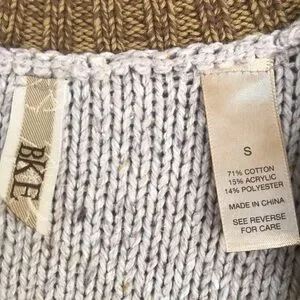 BKE
S
71% COTTON
15% ACRYLIC
14% POLYESTER
MADE IN CHINA
SEE REVERSE
FOR CARE